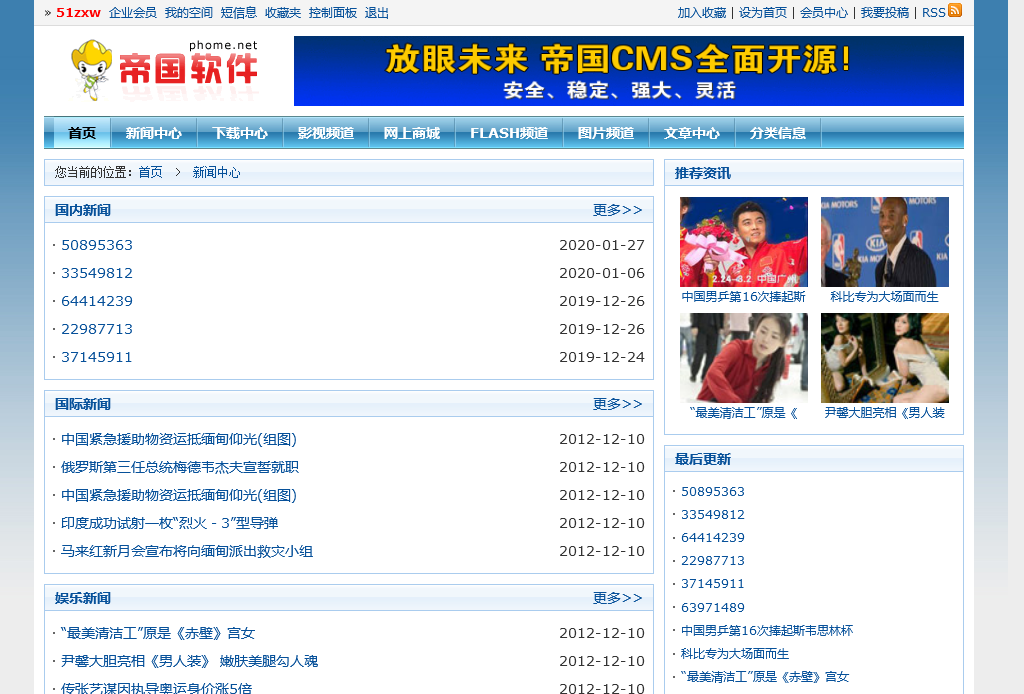 » 51zxw 企业会员 我的空间 短信息 收藏夹 控制面板 退出
加入收藏 | 设为首页 | 会员中心 | 我要投稿 | RSS
phome.net
帝国软件
放眼未来 帝国CMS全面开源!
安全、稳定、强大、灵活
首页 新闻中心 下载中心 影视频道 网上商城 FLASH频道 图片频道 文章中心 分类信息
您当前的位置：首页 > 新闻中心
国内新闻 更多>>
· 50895363 2020-01-27
· 33549812 2020-01-06
· 64414239 2019-12-26
· 22987713 2019-12-26
· 37145911 2019-12-24
国际新闻 更多>>
· 中国紧急援助物资运抵缅甸仰光(组图) 2012-12-10
· 俄罗斯第三任总统梅德韦杰夫宣誓就职 2012-12-10
· 中国紧急援助物资运抵缅甸仰光(组图) 2012-12-10
· 印度成功试射一枚“烈火－3”型导弹 2012-12-10
· 马来红新月会宣布将向缅甸派出救灾小组 2012-12-10
娱乐新闻 更多>>
· “最美清洁工”原是《赤壁》宫女 2012-12-10
· 尹馨大胆亮相《男人装》 嫩肤美腿勾人魂 2012-12-10
· 传张艺谋因执导奥运身价涨5倍 2012-12-10
推荐资讯
2.24-3.2 中国广州
KIA MOTORS
MOTORS
NBA
KIA
KIA
中国男乒第16次捧起斯
科比专为大场面而生
“最美清洁工”原是《
尹馨大胆亮相《男人装
最后更新
· 50895363
· 33549812
· 64414239
· 22987713
· 37145911
· 63971489
· 中国男乒第16次捧起斯韦思林杯
· 科比专为大场面而生
· “最美清洁工”原是《赤壁》宫女